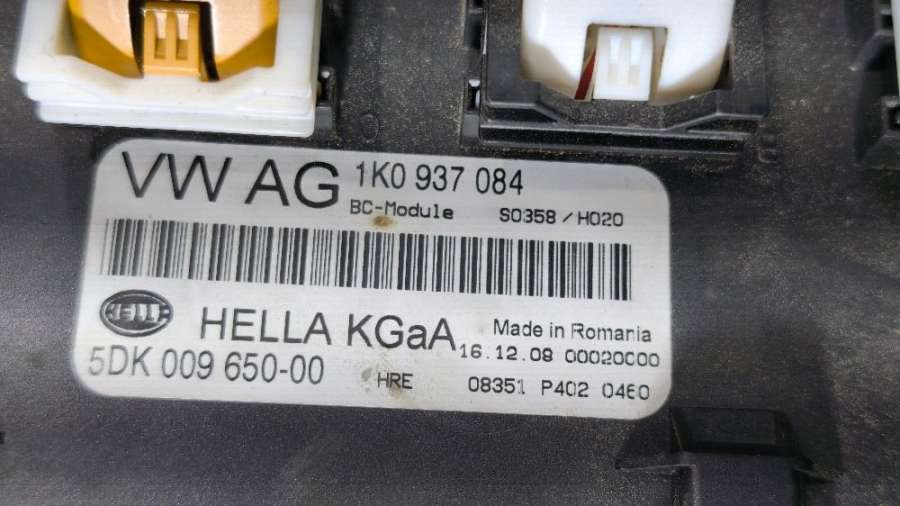 VW AG 1K0 937 084
BC-Module S0358 / H020
HELLA
HELLA KGaA Made in Romania
16.12.08 00020000
5DK 009 650-00
HRE 08351 P402 0460